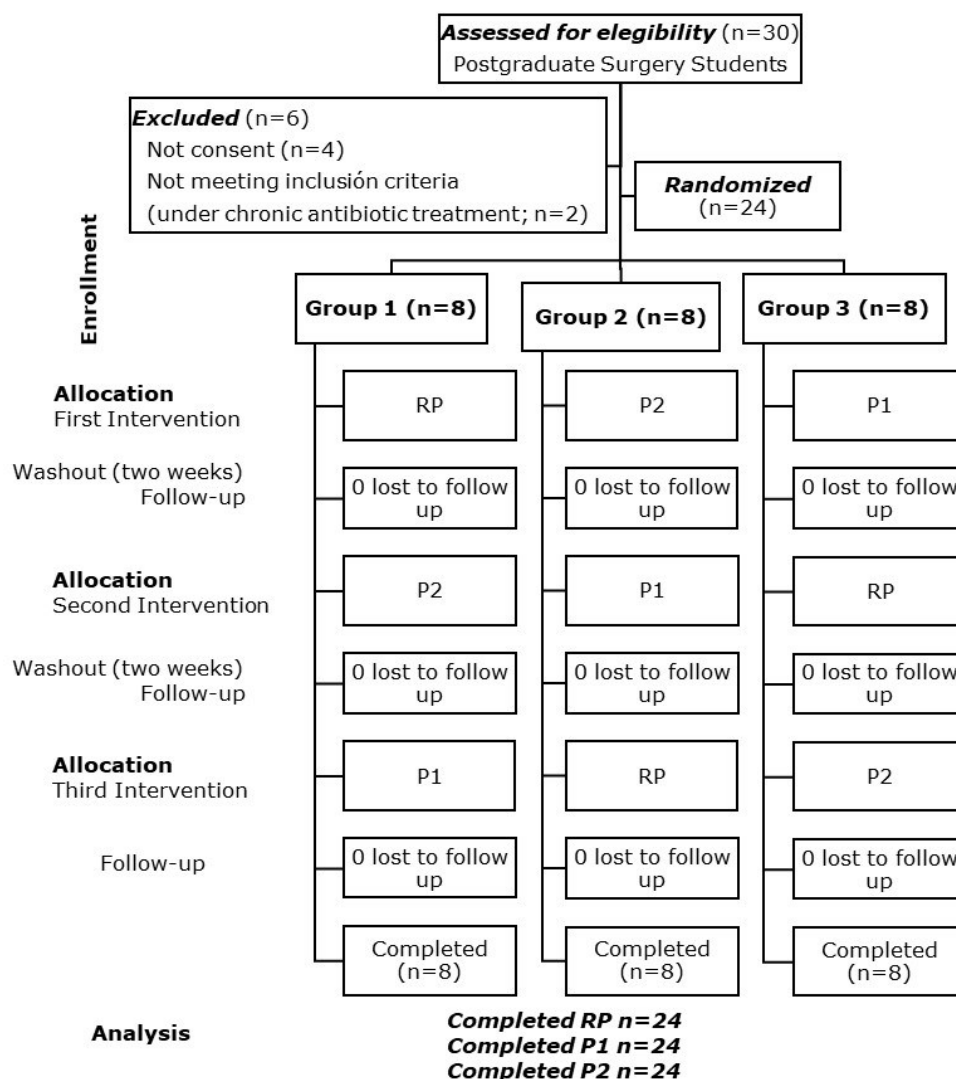 Assessed for elegibility (n=30)
Postgraduate Surgery Students
Excluded (n=6)
Not consent (n=4)
Not meeting inclusión criteria
(under chronic antibiotic treatment; n=2)
Randomized
(n=24)
Enrollment
Group 1 (n=8)
Group 2 (n=8)
Group 3 (n=8)
Allocation
First Intervention
RP
P2
P1
Washout (two weeks)
Follow-up
0 lost to follow
up
0 lost to follow
up
0 lost to follow
up
Allocation
Second Intervention
P2
P1
RP
Washout (two weeks)
Follow-up
0 lost to follow
up
0 lost to follow
up
0 lost to follow
up
Allocation
Third Intervention
P1
RP
P2
Follow-up
0 lost to follow
up
0 lost to follow
up
0 lost to follow
up
Completed
(n=8)
Completed
(n=8)
Completed
(n=8)
Analysis
Completed RP n=24
Completed P1 n=24
Completed P2 n=24